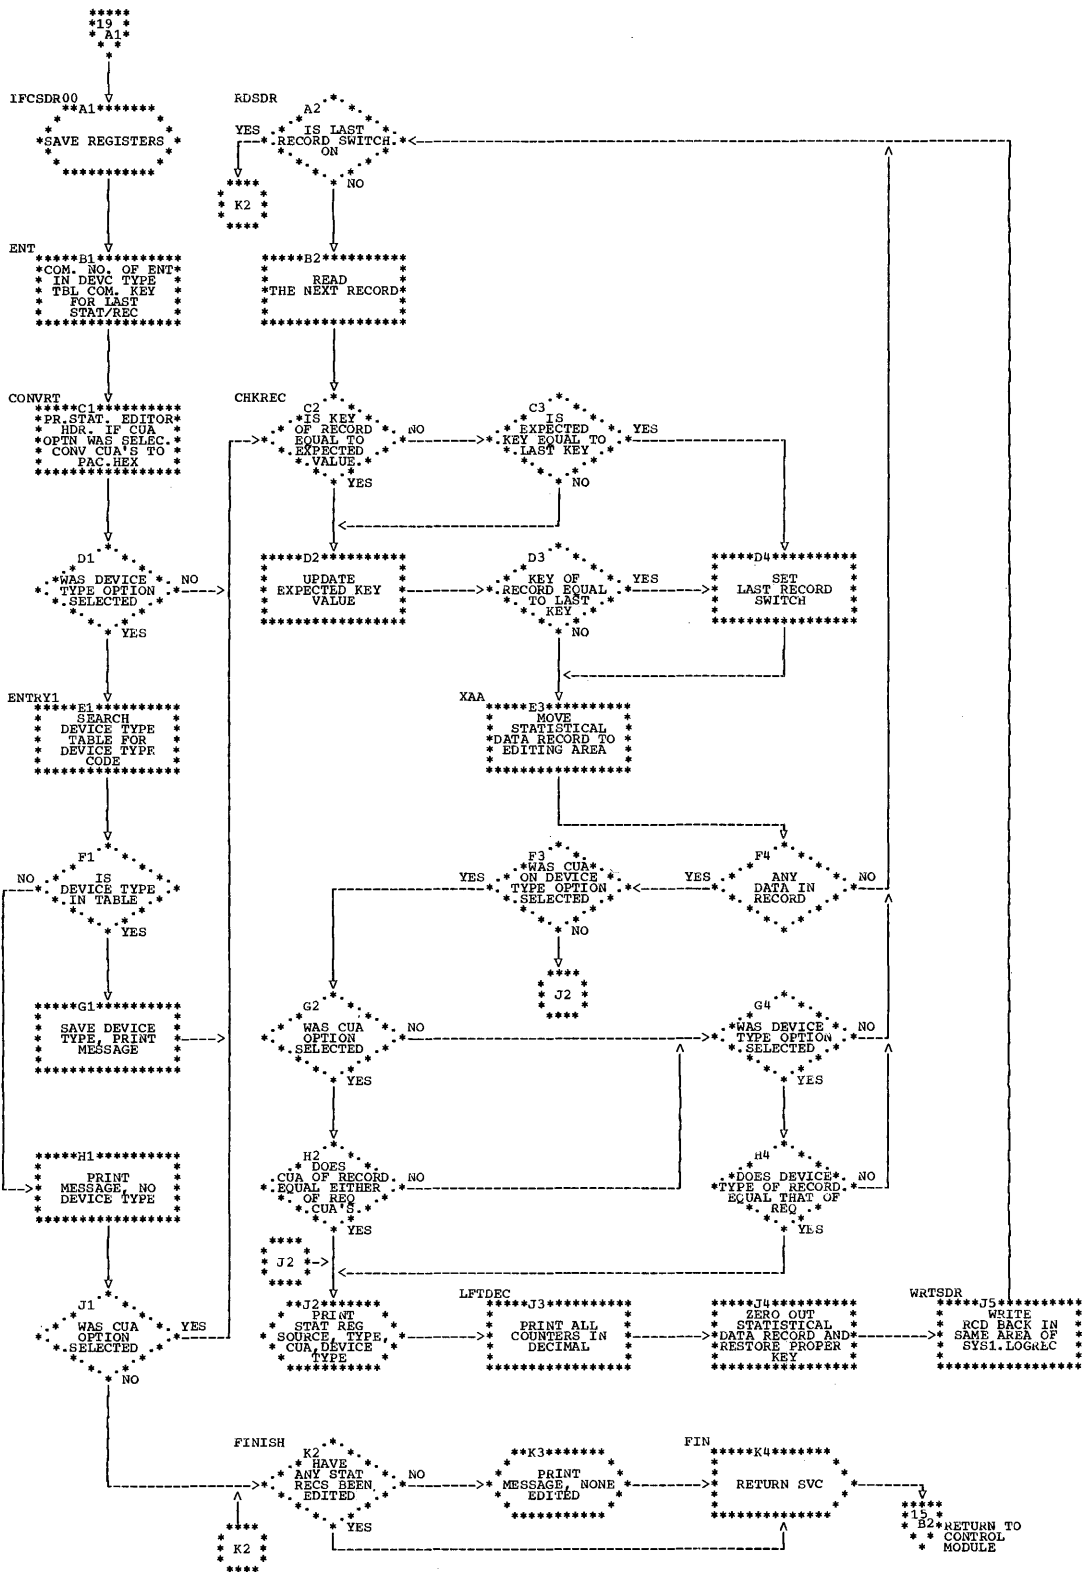 19
A1
IFCSDR00
A1
SAVE REGISTERS
ENT
B1
COM. NO. OF ENT
IN DEVC TYPE
TBL COM. KEY
FOR LAST
STAT/REC
CONVRT
C1
PR.STAT. EDITOR
HDR. IF CUA
OPTN WAS SELEC.
CONV CUA'S TO
PAC.HEX
D1
WAS DEVICE
TYPE OPTION
SELECTED
NO
YES
ENTRY1
E1
SEARCH
DEVICE TYPE
TABLE FOR
DEVICE TYPE
CODE
F1
IS
DEVICE TYPE
IN TABLE
NO
YES
G1
SAVE DEVICE
TYPE, PRINT
MESSAGE
H1
PRINT
MESSAGE, NO
DEVICE TYPE
J1
WAS CUA
OPTION
SELECTED
YES
NO
RDSDR
A2
IS LAST
RECORD SWITCH
ON
YES
NO
K2
B2
READ
THE NEXT RECORD
CHKREC
C2
IS KEY
OF RECORD
EQUAL TO
EXPECTED
VALUE
NO
YES
C3
IS
EXPECTED
KEY EQUAL TO
LAST KEY
YES
NO
D2
UPDATE
EXPECTED KEY
VALUE
D3
KEY OF
RECORD EQUAL
TO LAST
KEY
YES
NO
D4
SET
LAST RECORD
SWITCH
XAA
E3
MOVE
STATISTICAL
DATA RECORD TO
EDITING AREA
F3
WAS CUA
ON DEVICE
TYPE OPTION
SELECTED
YES
NO
F4
ANY
DATA IN
RECORD
YES
NO
J2
G2
WAS CUA
OPTION
SELECTED
NO
YES
G4
WAS DEVICE
TYPE OPTION
SELECTED
NO
YES
H2
DOES
CUA OF RECORD
EQUAL EITHER
OF REQ
CUA'S
NO
YES
H4
DOES DEVICE
TYPE OF RECORD
EQUAL THAT OF
REQ
NO
YES
J2
J2
PRINT
STAT REG
SOURCE, TYPE,
CUA, DEVICE
TYPE
LFTDEC
J3
PRINT ALL
COUNTERS IN
DECIMAL
J4
ZERO OUT
STATISTICAL
DATA RECORD AND
RESTORE PROPER
KEY
WRTSDR
J5
WRITE
RCD BACK IN
SAME AREA OF
SYS1.LOGREC
FINISH
K2
HAVE
ANY STAT
RECS BEEN
EDITED
NO
YES
K2
K3
PRINT
MESSAGE, NONE
EDITED
FIN
K4
RETURN SVC
15
B2
RETURN TO
CONTROL
MODULE